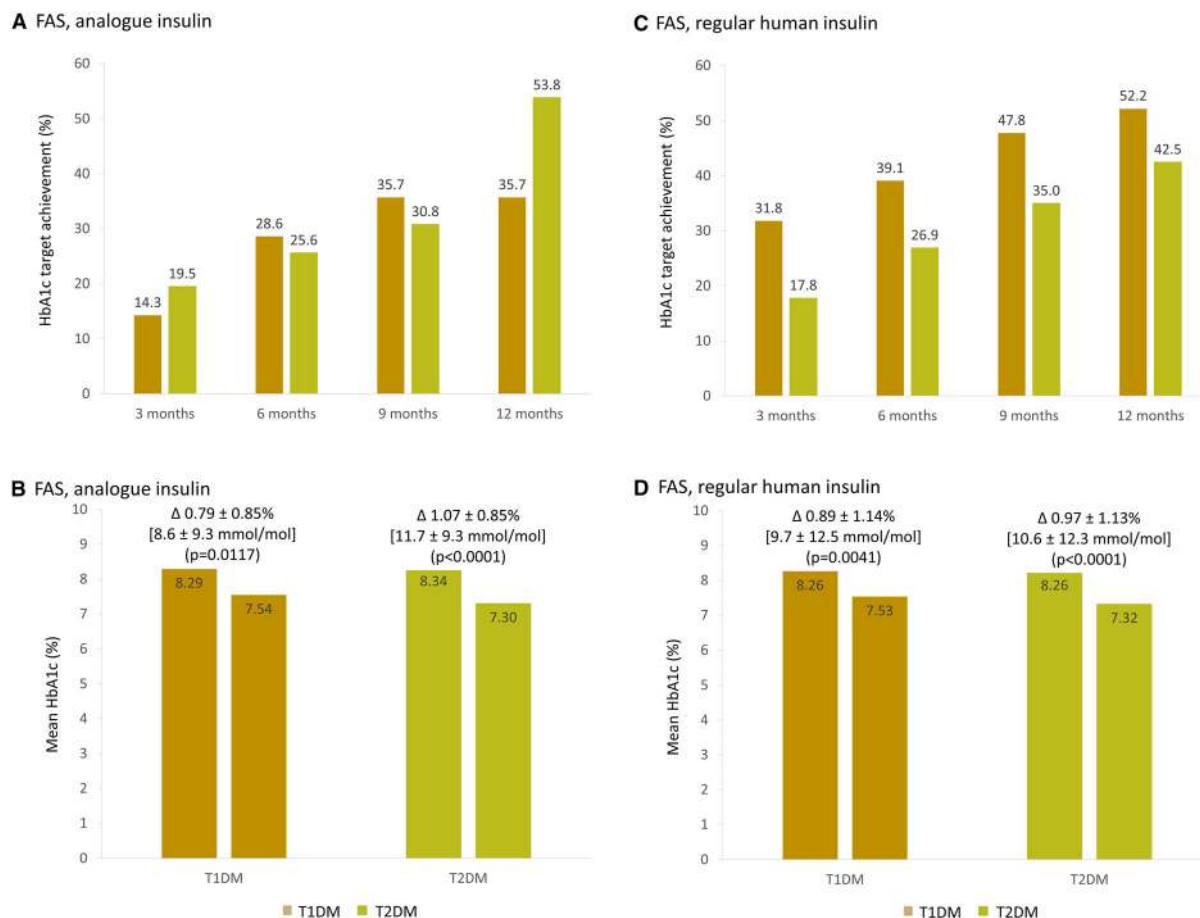 A FAS, analogue insulin
HbA1c target achievement (%)
60
50
40
30
20
10
0
14.3
19.5
28.6
25.6
35.7
30.8
35.7
53.8
3 months
6 months
9 months
12 months
C FAS, regular human insulin
HbA1c target achievement (%)
60
50
40
30
20
10
0
31.8
17.8
39.1
26.9
47.8
35.0
52.2
42.5
3 months
6 months
9 months
12 months
B FAS, analogue insulin
Mean HbA1c (%)
10
9
8
7
6
5
4
3
2
1
0
Δ 0.79 ± 0.85%
[8.6 ± 9.3 mmol/mol]
(p=0.0117)
8.29
7.54
Δ 1.07 ± 0.85%
[11.7 ± 9.3 mmol/mol]
(p<0.0001)
8.34
7.30
T1DM
T2DM
T1DM T2DM
D FAS, regular human insulin
Mean HbA1c (%)
10
9
8
7
6
5
4
3
2
1
0
Δ 0.89 ± 1.14%
[9.7 ± 12.5 mmol/mol]
(p=0.0041)
8.26
7.53
Δ 0.97 ± 1.13%
[10.6 ± 12.3 mmol/mol]
(p<0.0001)
8.26
7.32
T1DM
T2DM
T1DM T2DM